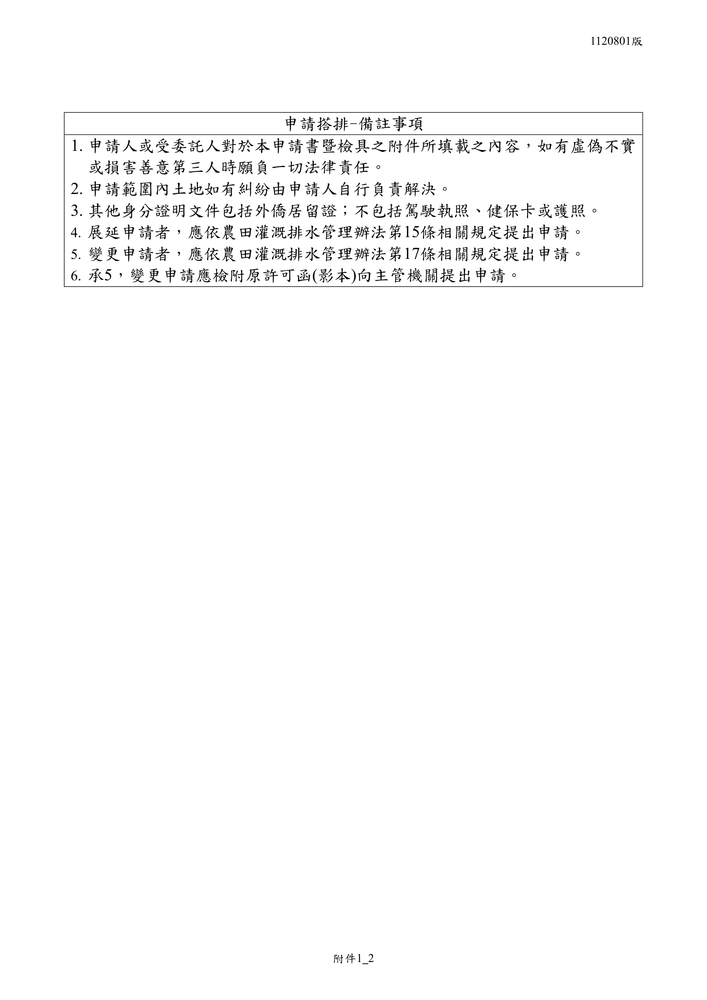 1120801版
申請搭排–備註事項
1. 申請人或受委託人對於本申請書暨檢具之附件所填載之內容，如有虛偽不實
或損害善意第三人時願負一切法律責任。
2. 申請範圍內土地如有糾紛由申請人自行負責解決。
3. 其他身分證明文件包括外僑居留證；不包括駕駛執照、健保卡或護照。
4. 展延申請者，應依農田灌溉排水管理辦法第15條相關規定提出申請。
5. 變更申請者，應依農田灌溉排水管理辦法第17條相關規定提出申請。
6. 承5，變更申請應檢附原許可函(影本)向主管機關提出申請。
附件1_2